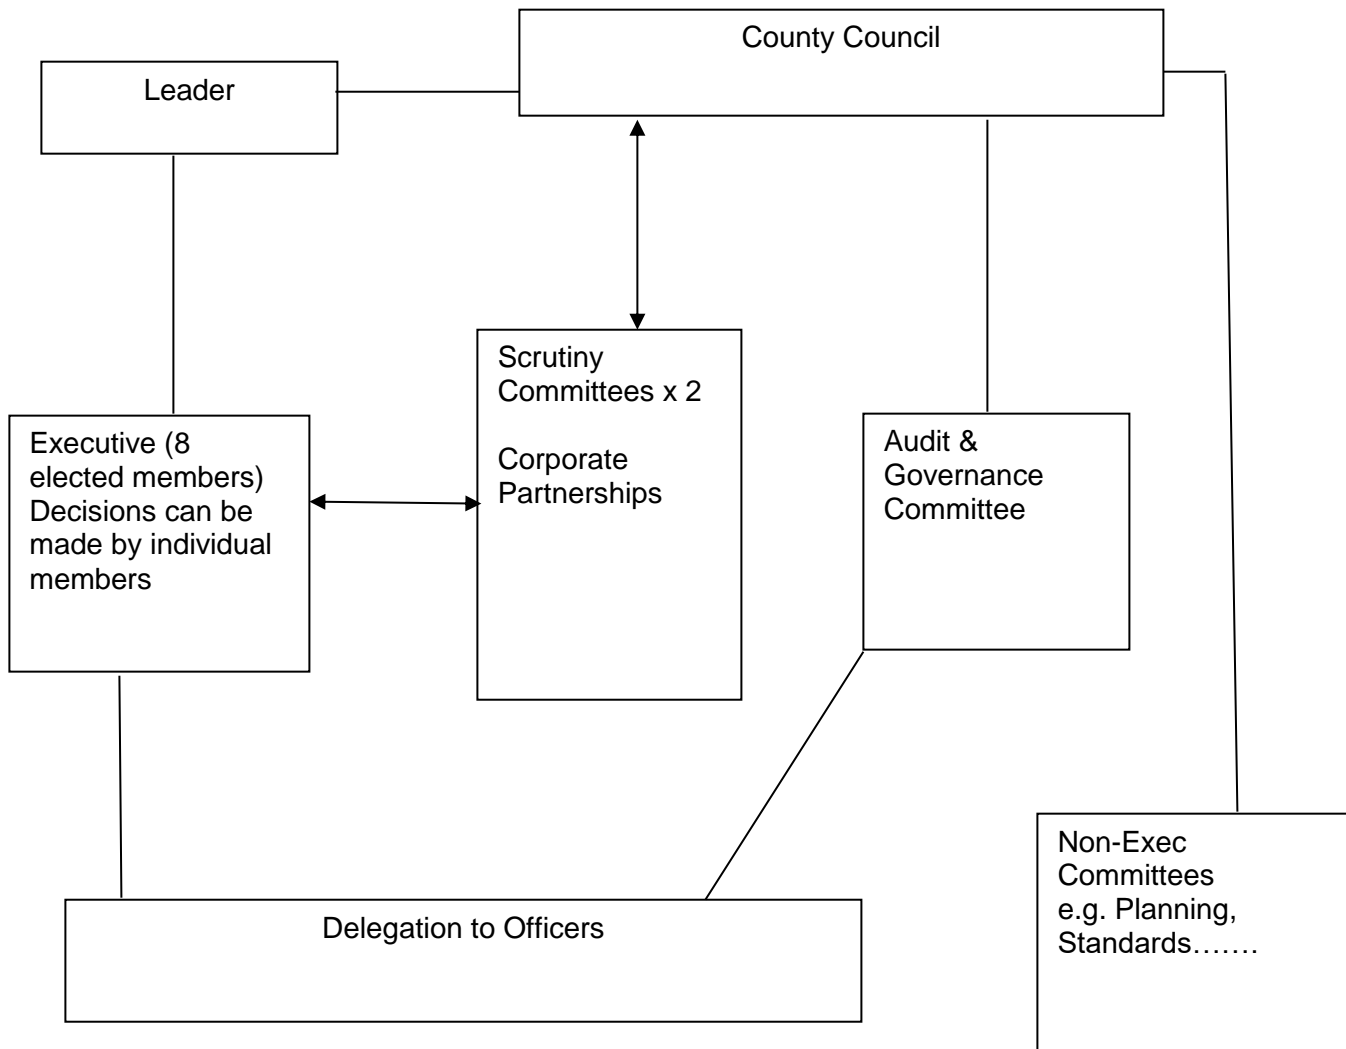 County Council
Leader
Scrutiny
Committees x 2
Corporate
Partnerships
Executive (8
elected members)
Decisions can be
made by individual
members
Audit &
Governance
Committee
Non-Exec
Committees
e.g. Planning,
Standards…….
Delegation to Officers